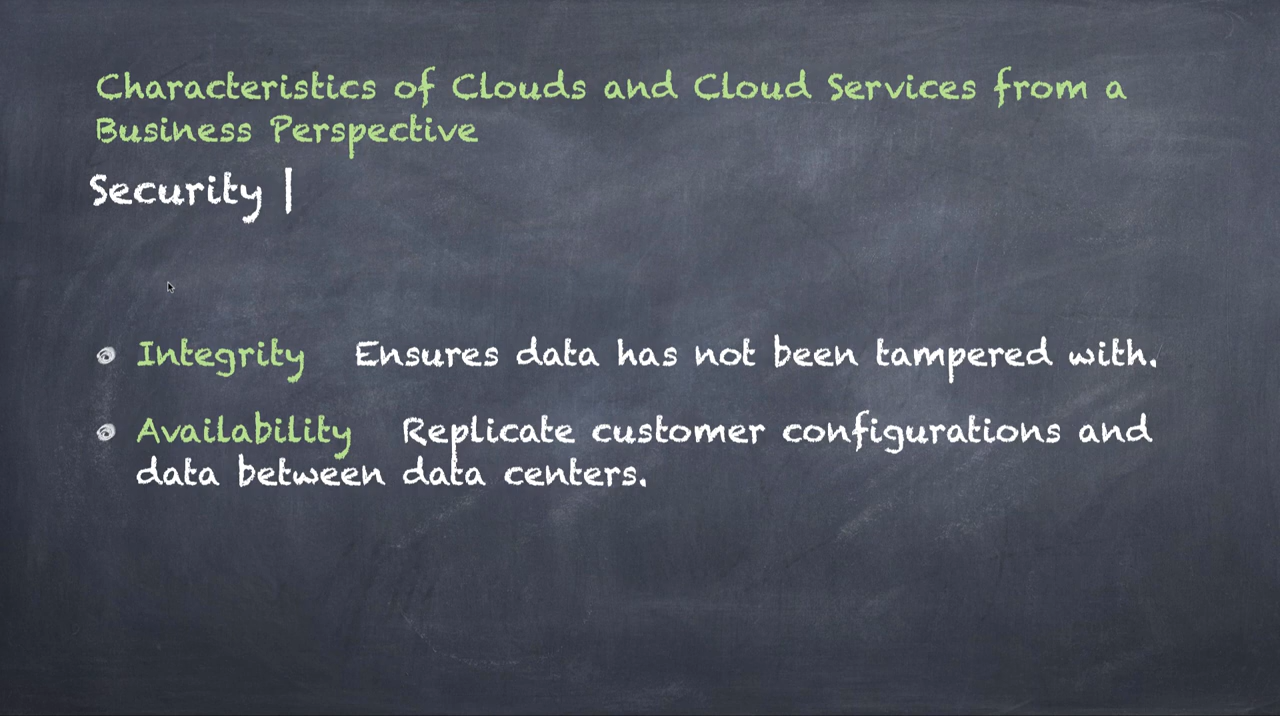 Characteristics of Clouds and Cloud Services from a
Business Perspective
Security |
Integrity Ensures data has not been tampered with.
Availability Replicate customer configurations and
data between data centers.